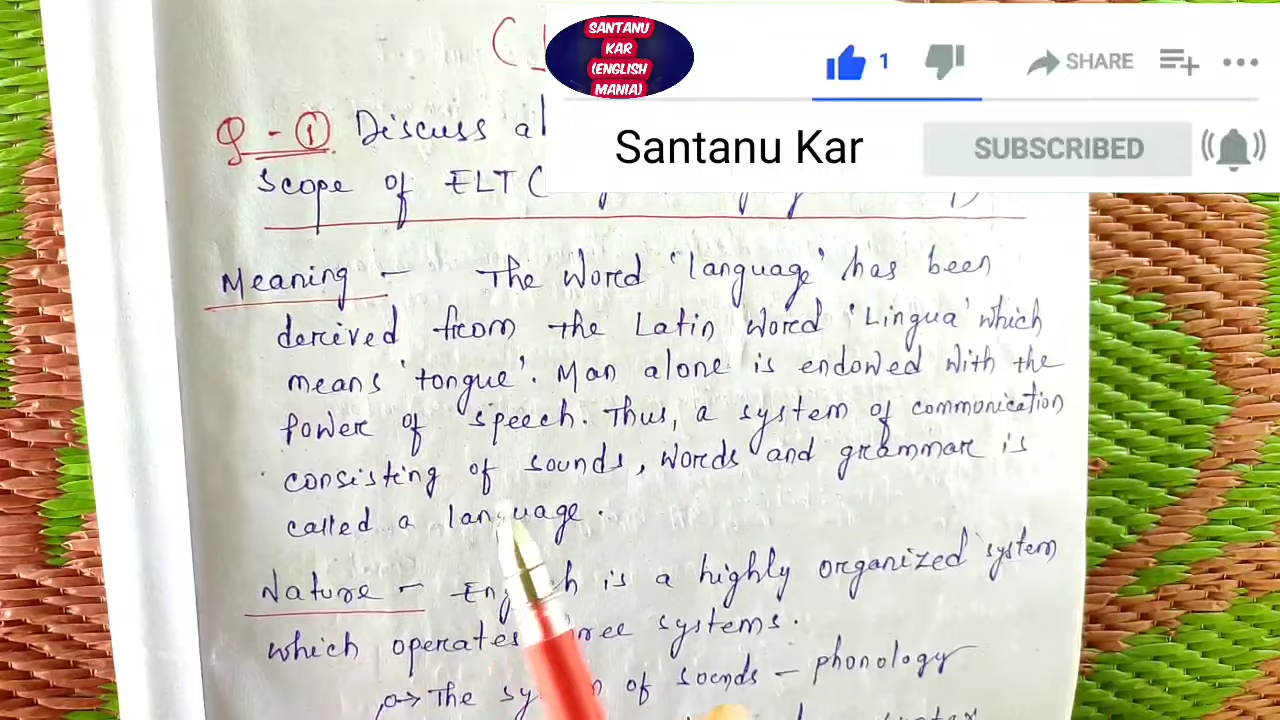 SANTANU
KAR
(ENGLISH
MANIA)
1
SHARE
Santanu Kar
SUBSCRIBED
Q - ① Discuss
Scope of ELT (
Meaning - The word 'language' has been
derived from the Latin word 'Lingua' which
means 'tongue'. Man alone is endowed with the
power of speech. Thus, a system of communication
consisting of sounds, words and grammar is
called a language.
Nature - is a highly organized system
which operates three systems.
→ The of sounds - phonology